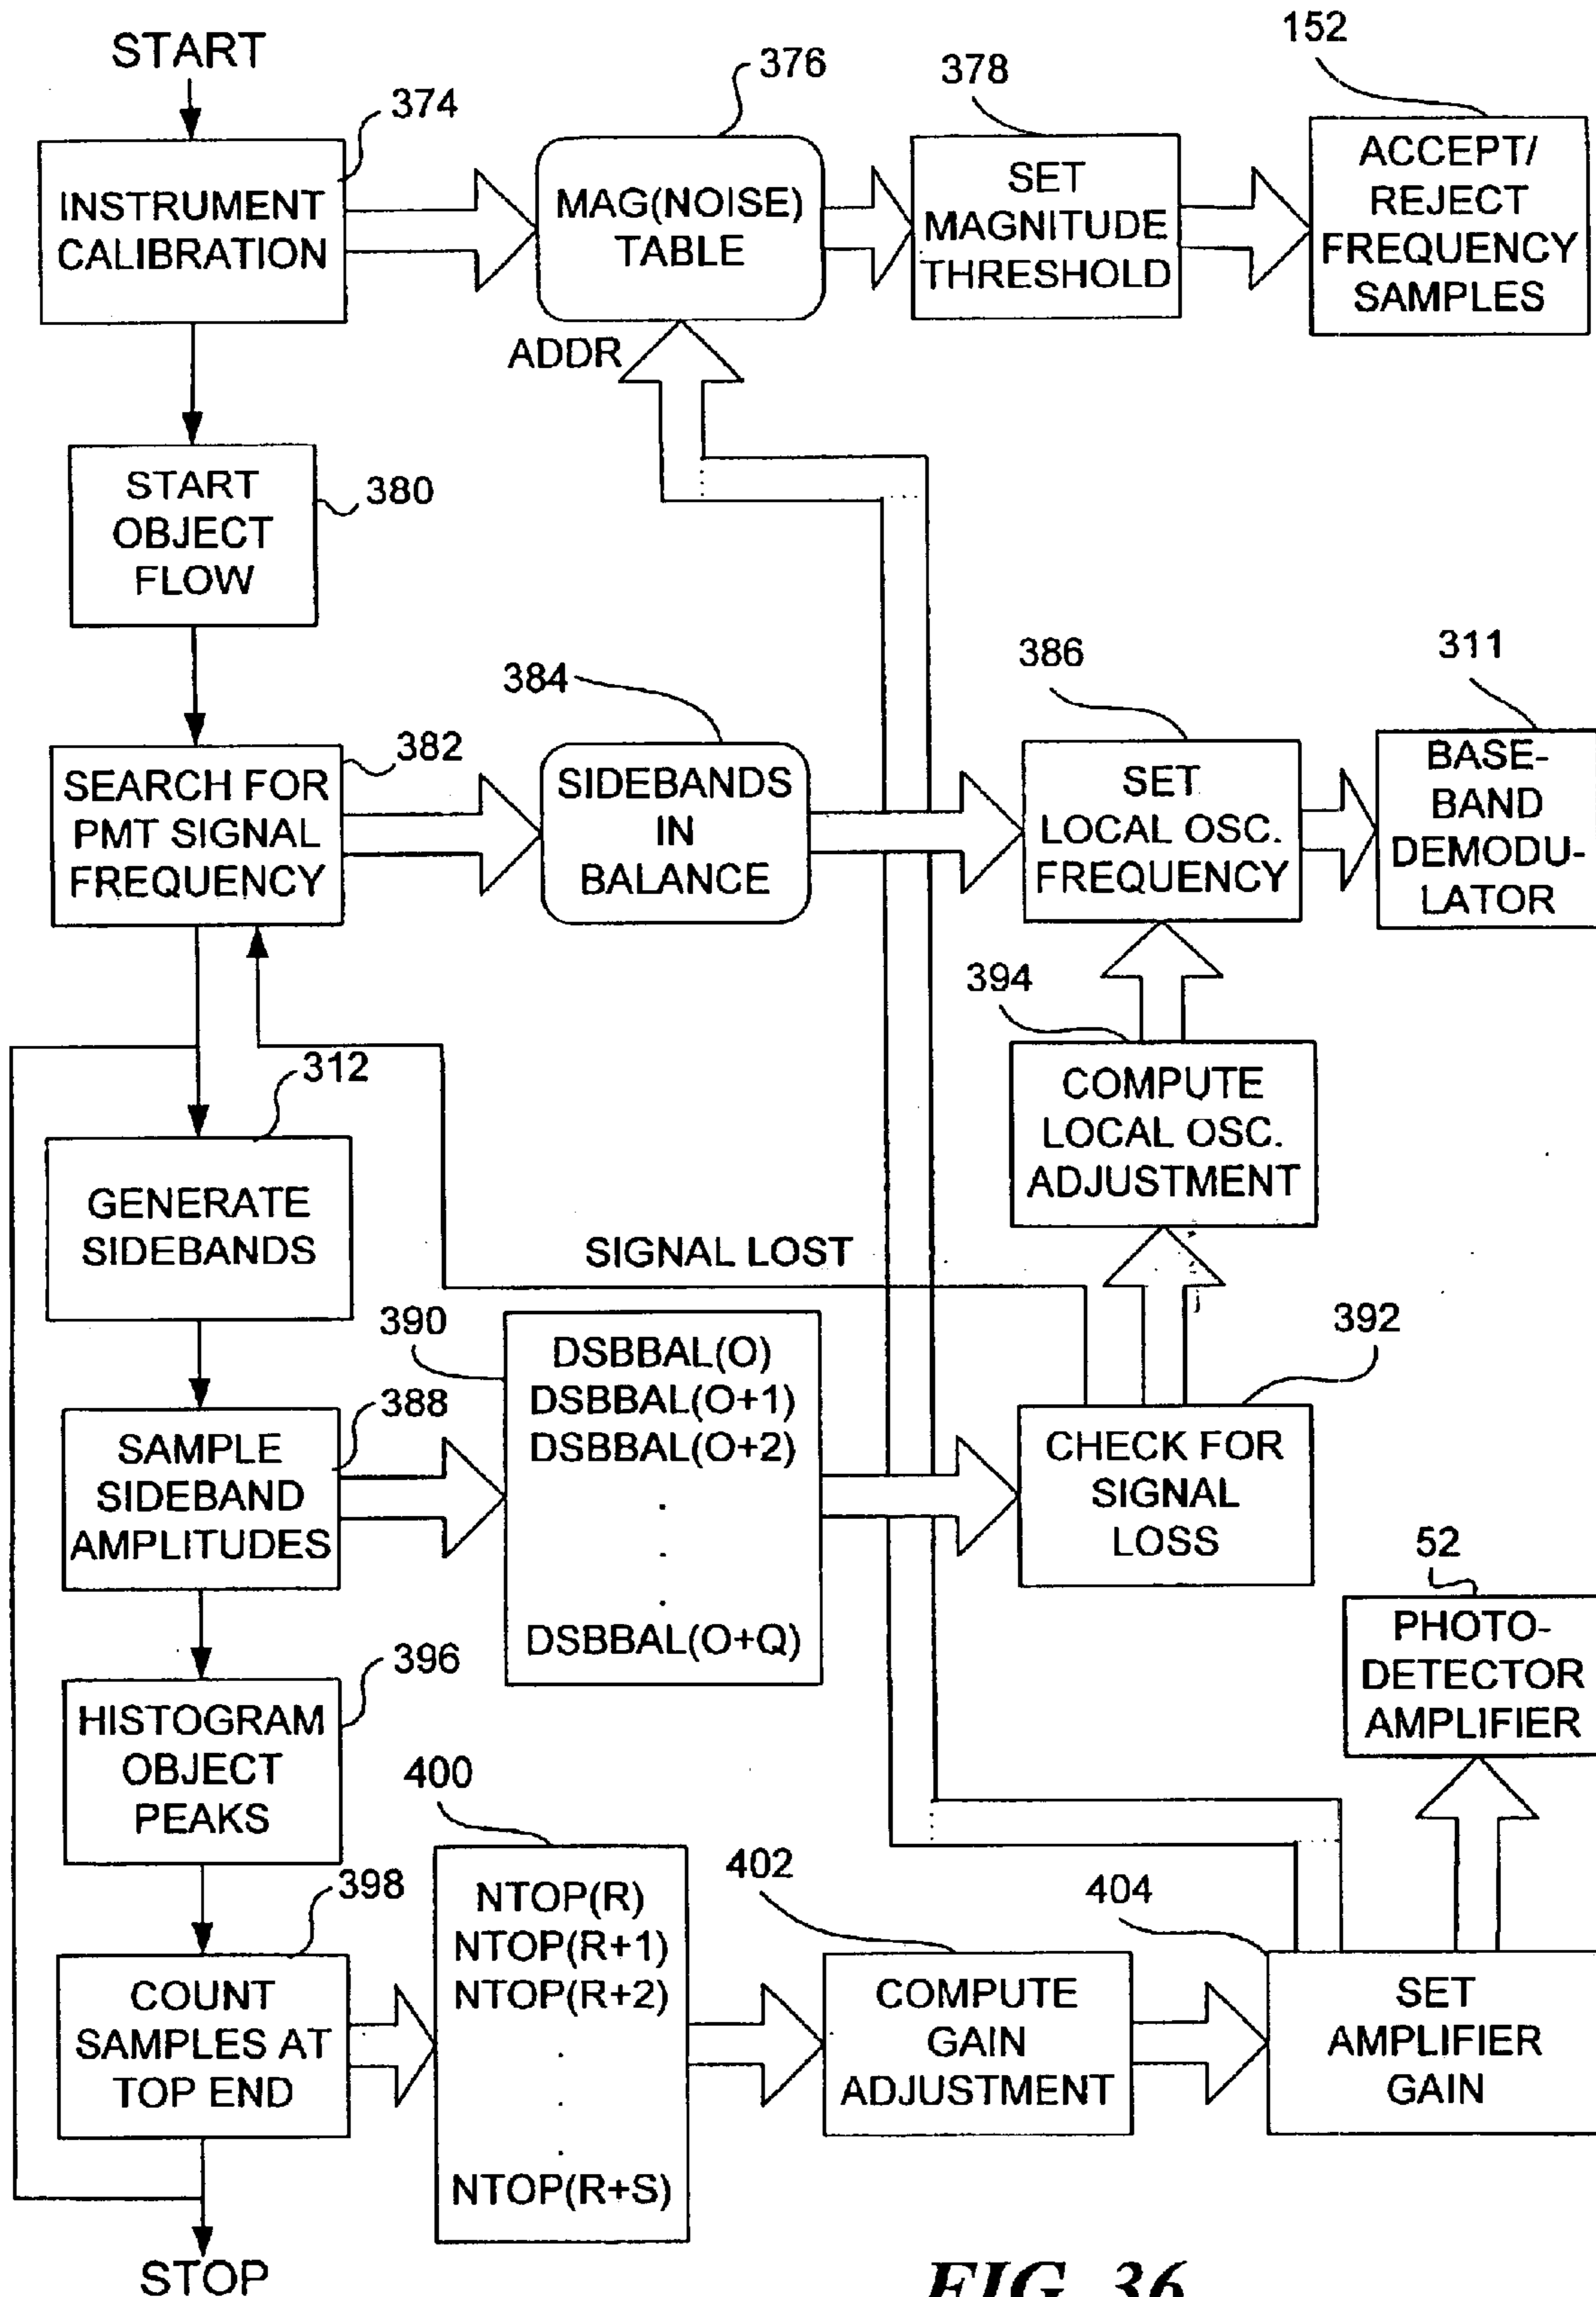 START
374
INSTRUMENT
CALIBRATION
376
MAG(NOISE)
TABLE
378
SET
MAGNITUDE
THRESHOLD
152
ACCEPT/
REJECT
FREQUENCY
SAMPLES
ADDR
380
START
OBJECT
FLOW
382
SEARCH FOR
PMT SIGNAL
FREQUENCY
384
SIDEBANDS
IN
BALANCE
386
SET
LOCAL OSC.
FREQUENCY
311
BASE-
BAND
DEMODU-
LATOR
394
COMPUTE
LOCAL OSC.
ADJUSTMENT
312
GENERATE
SIDEBANDS
SIGNAL LOST
388
SAMPLE
SIDEBAND
AMPLITUDES
390
DSBBAL(O)
DSBBAL(O+1)
DSBBAL(O+2)
.
.
.
DSBBAL(O+Q)
392
CHECK FOR
SIGNAL
LOSS
52
PHOTO-
DETECTOR
AMPLIFIER
396
HISTOGRAM
OBJECT
PEAKS
398
COUNT
SAMPLES AT
TOP END
400
NTOP(R)
NTOP(R+1)
NTOP(R+2)
.
.
.
NTOP(R+S)
402
COMPUTE
GAIN
ADJUSTMENT
404
SET
AMPLIFIER
GAIN
STOP
FIG. 36